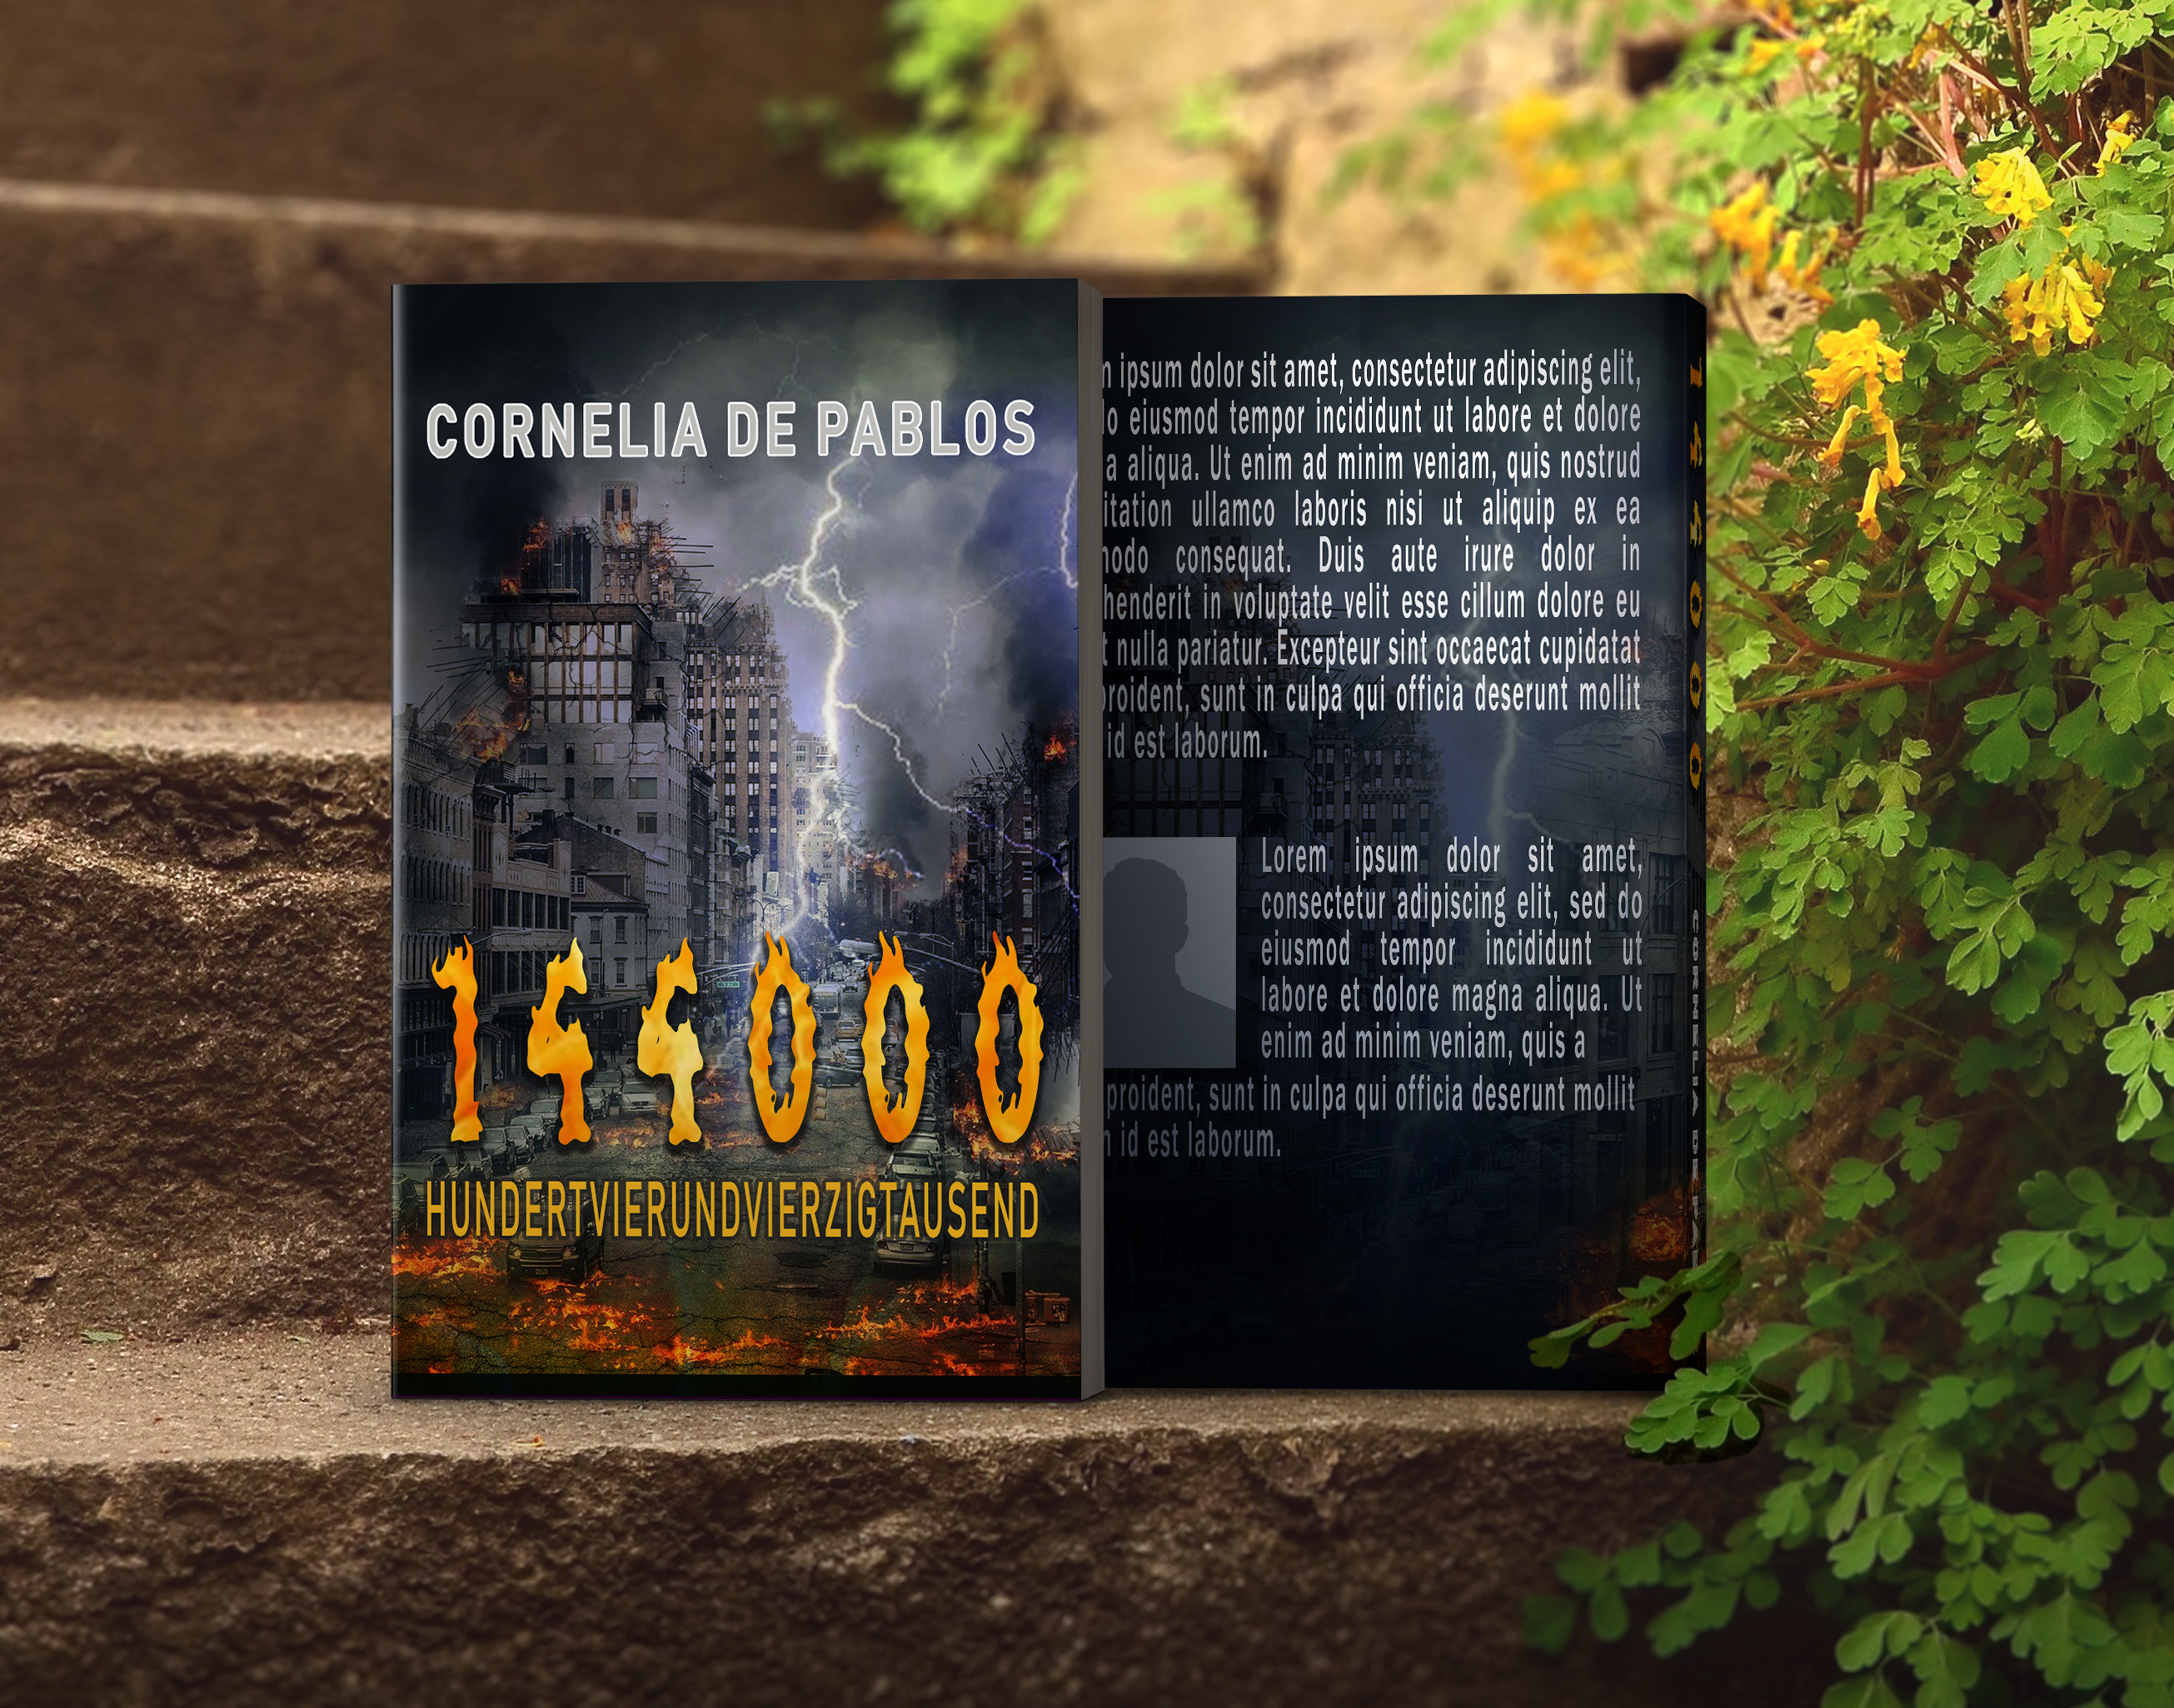 CORNELIA DE PABLOS
144000
HUNDERTVIERUNDVIERZIGTAUSEND
ipsum dolor sit amet, consectetur adipiscing elit,
eiusmod tempor incididunt ut labore et dolore
a aliqua. Ut enim ad minim veniam, quis nostrud
itation ullamco laboris nisi ut aliquip ex ea
modo consequat. Duis aute irure dolor in
henderit in voluptate velit esse cillum dolore eu
t nulla pariatur. Excepteur sint occaecat cupidatat
proident, sunt in culpa qui officia deserunt mollit
id est laborum.
Lorem ipsum dolor sit amet,
consectetur adipiscing elit, sed do
eiusmod tempor incididunt ut
labore et dolore magna aliqua. Ut
enim ad minim veniam, quis a
proident, sunt in culpa qui officia deserunt mollit
id est laborum.
144000
CORNELIA DE PAB